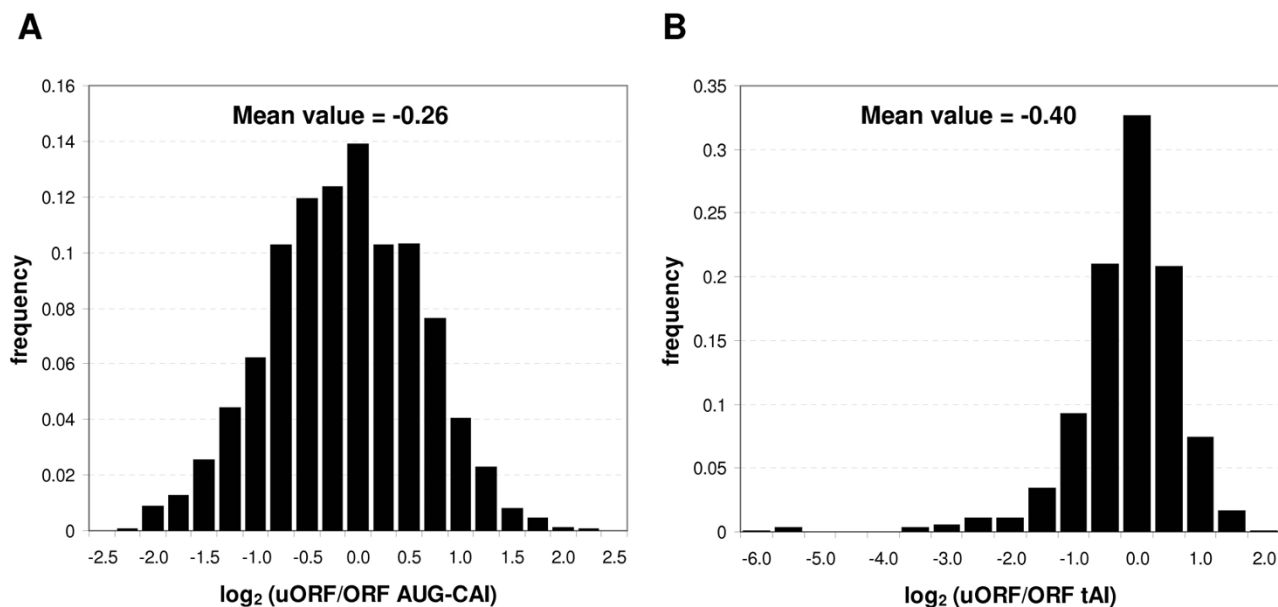 A
Mean value = -0.26
frequency
0.16
0.14
0.12
0.1
0.08
0.06
0.04
0.02
0
-2.5 -2.0 -1.5 -1.0 -0.5 0.0 0.5 1.0 1.5 2.0 2.5
log₂ (uORF/ORF AUG-CAI)
B
Mean value = -0.40
frequency
0.35
0.3
0.25
0.2
0.15
0.1
0.05
0
-6.0 -5.0 -4.0 -3.0 -2.0 -1.0 0.0 1.0 2.0
log₂ (uORF/ORF tAI)